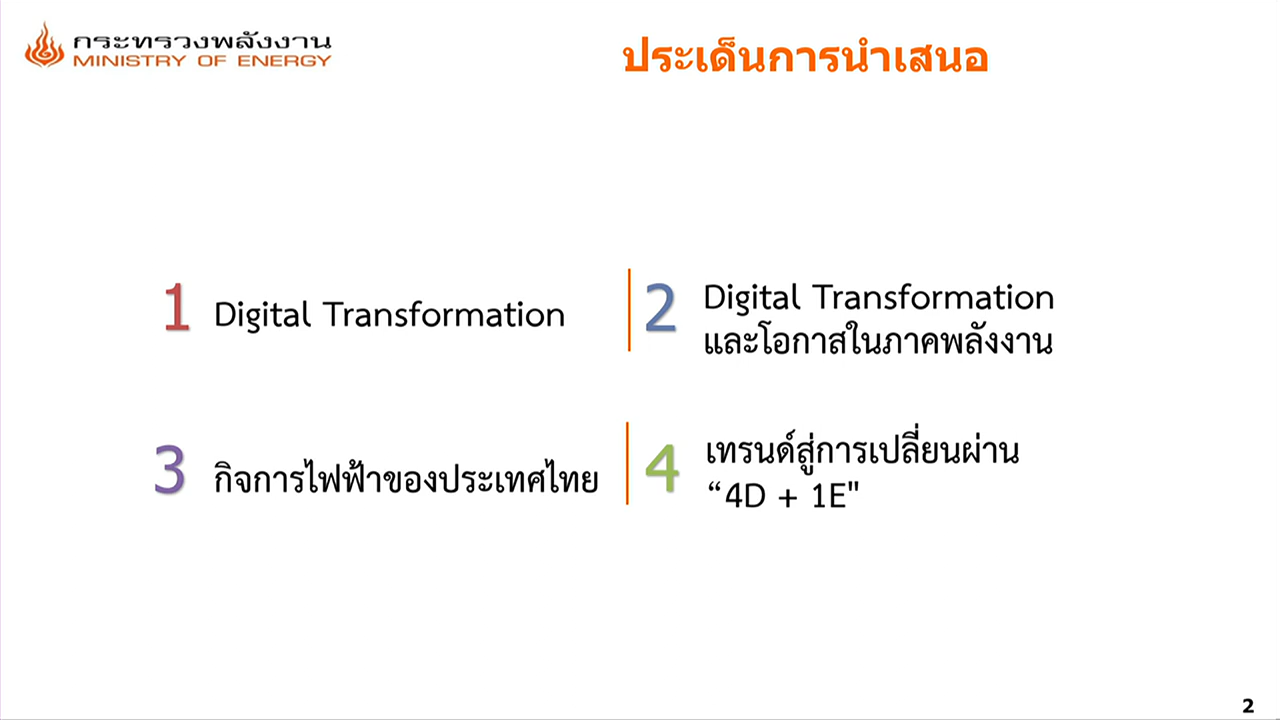 กระทรวงพลังงาน
MINISTRY OF ENERGY
ประเด็นการนำเสนอ
1 Digital Transformation
2 Digital Transformation
และโอกาสในภาคพลังงาน
3 กิจการไฟฟ้าของประเทศไทย
4 เทรนด์สู่การเปลี่ยนผ่าน
“4D + 1E"
2